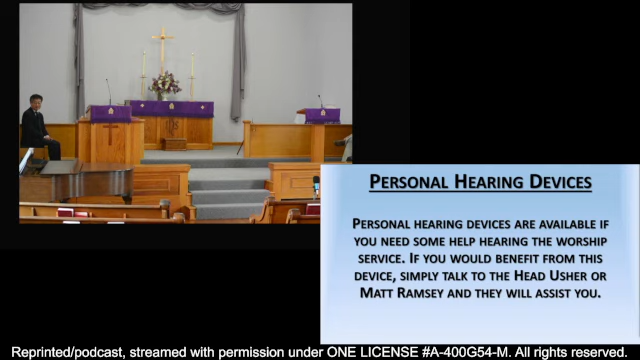 PERSONAL HEARING DEVICES
PERSONAL HEARING DEVICES ARE AVAILABLE IF
YOU NEED SOME HELP HEARING THE WORSHIP
SERVICE. IF YOU WOULD BENEFIT FROM THIS
DEVICE, SIMPLY TALK TO THE HEAD USHER OR
MATT RAMSEY AND THEY WILL ASSIST YOU.
Reprinted/podcast, streamed with permission under ONE LICENSE #A-400G54-M. All rights reserved.